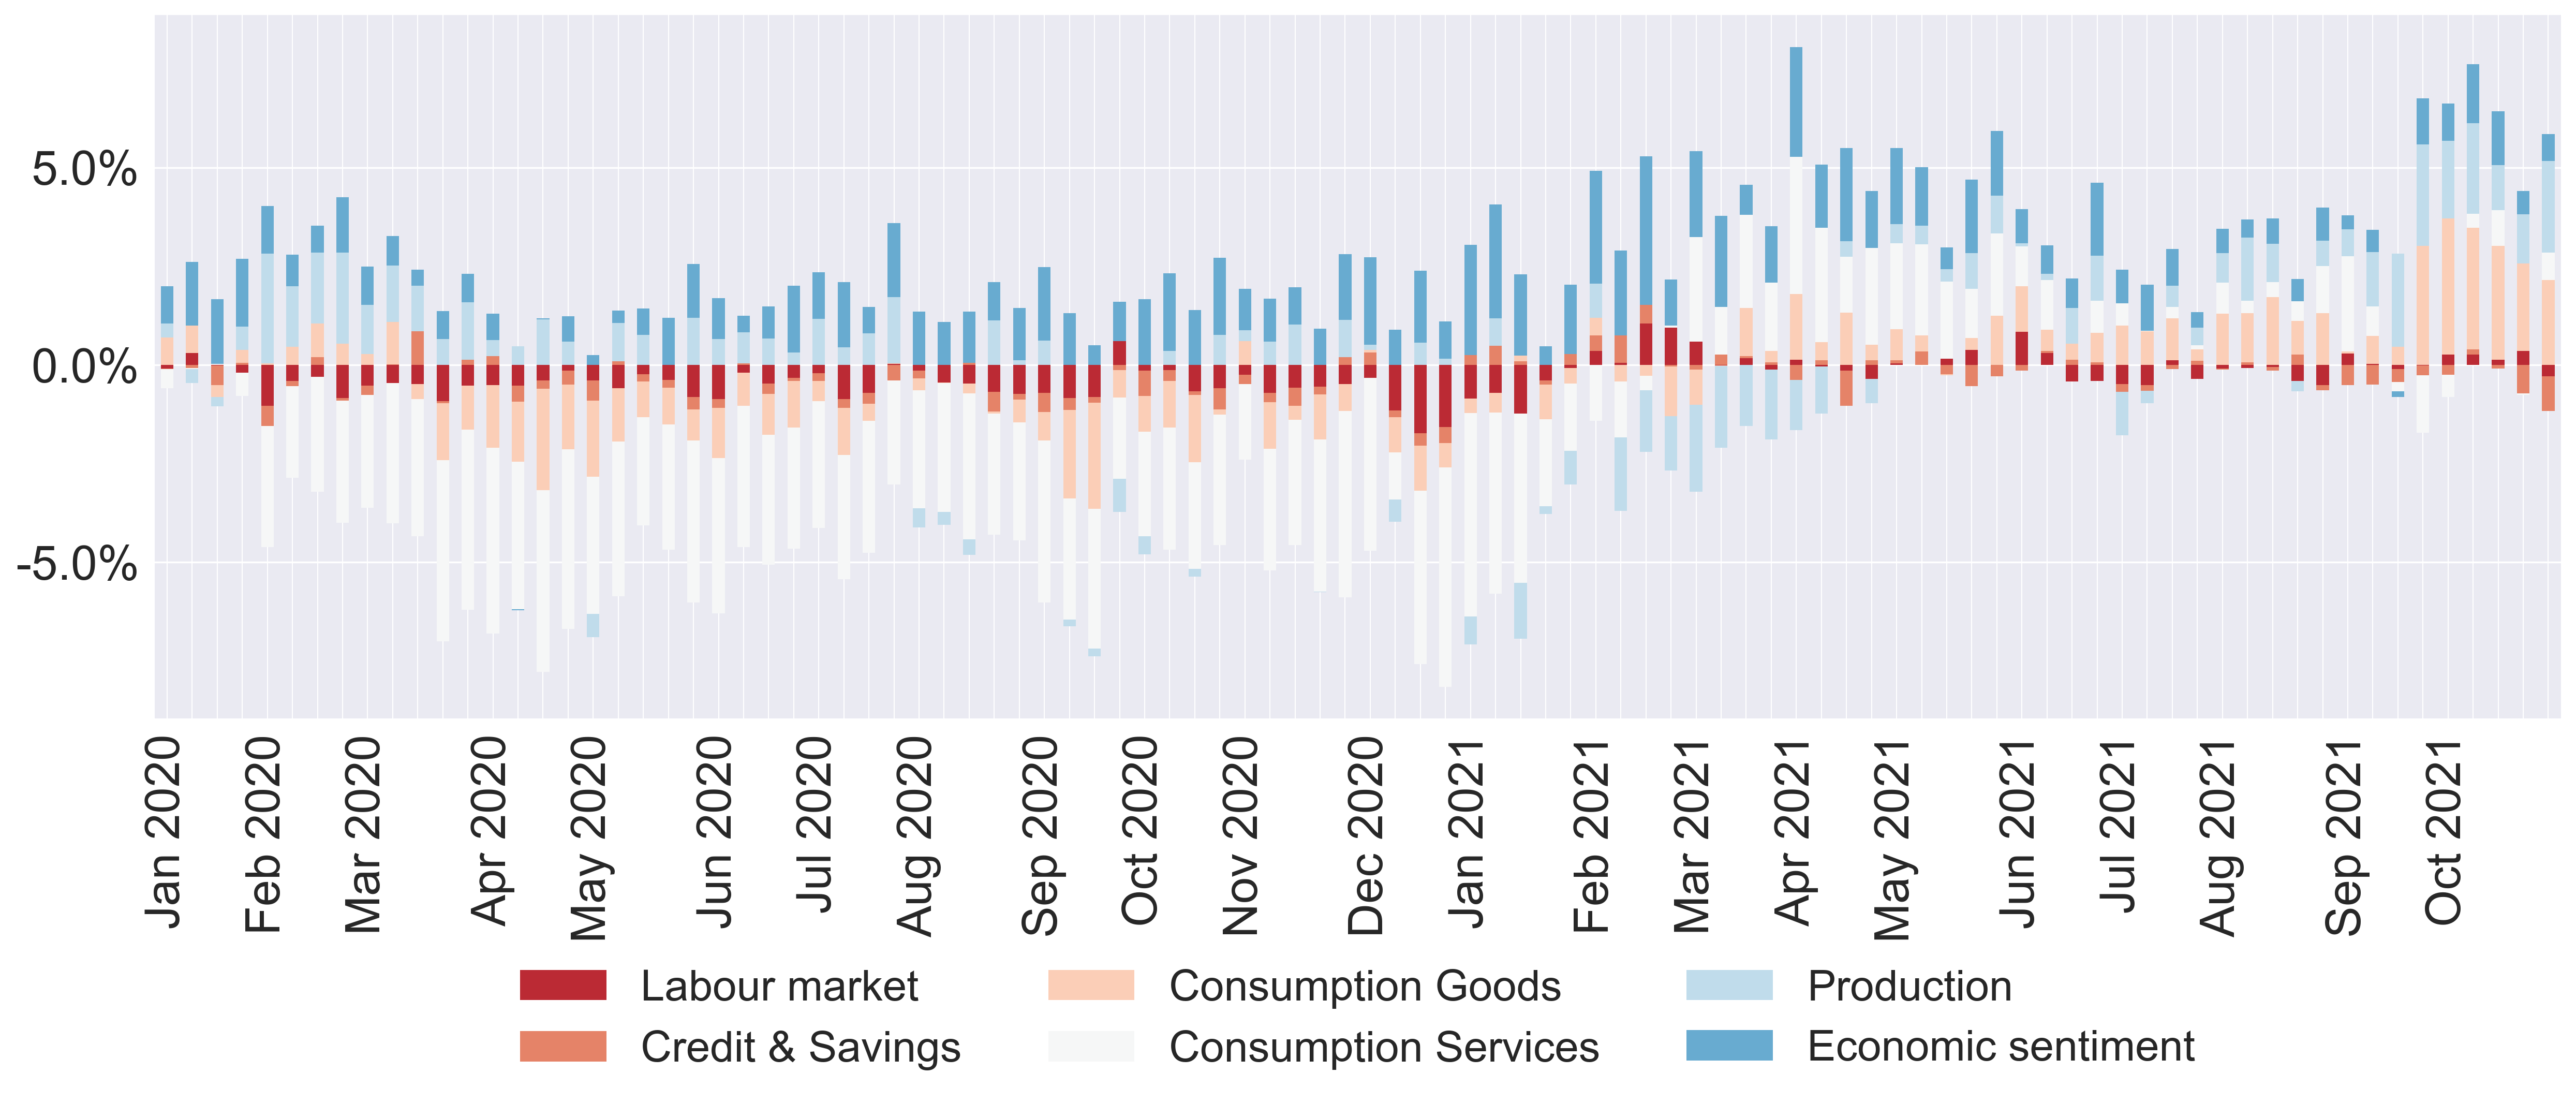 5.0%
0.0%
-5.0%
Jan 2020
Feb 2020
Mar 2020
Apr 2020
May 2020
Jun 2020
Jul 2020
Aug 2020
Sep 2020
Oct 2020
Nov 2020
Dec 2020
Jan 2021
Feb 2021
Mar 2021
Apr 2021
May 2021
Jun 2021
Jul 2021
Aug 2021
Sep 2021
Oct 2021
Labour market
Consumption Goods
Production
Credit & Savings
Consumption Services
Economic sentiment